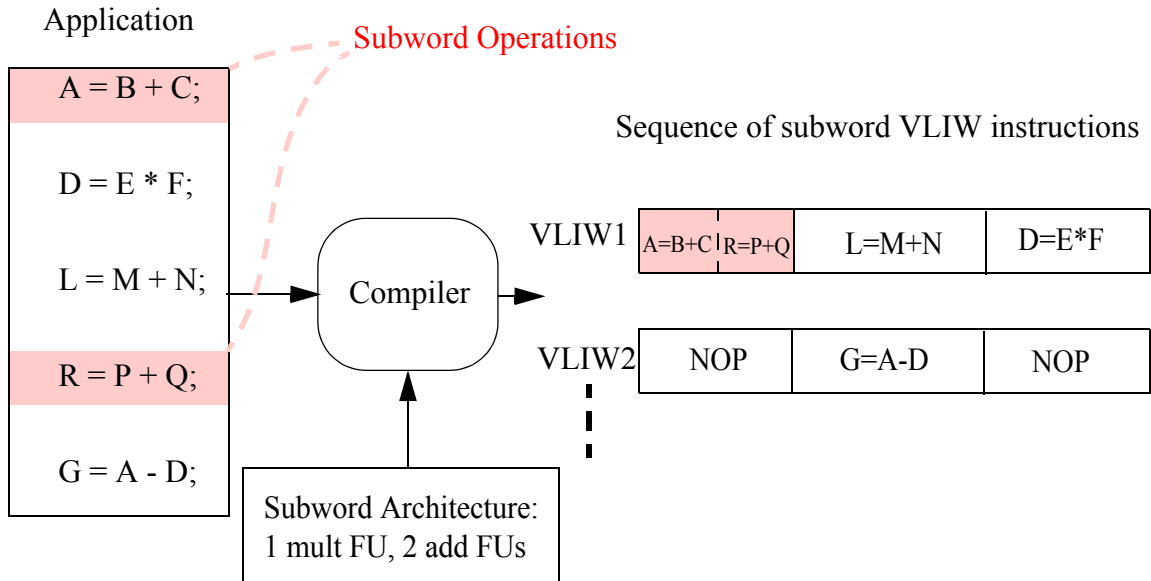 Application
Subword Operations
A = B + C;
D = E * F;
L = M + N;
R = P + Q;
G = A - D;
Compiler
Subword Architecture:
1 mult FU, 2 add FUs
Sequence of subword VLIW instructions
VLIW1
A=B+C
R=P+Q
L=M+N
D=E*F
VLIW2
NOP
G=A-D
NOP